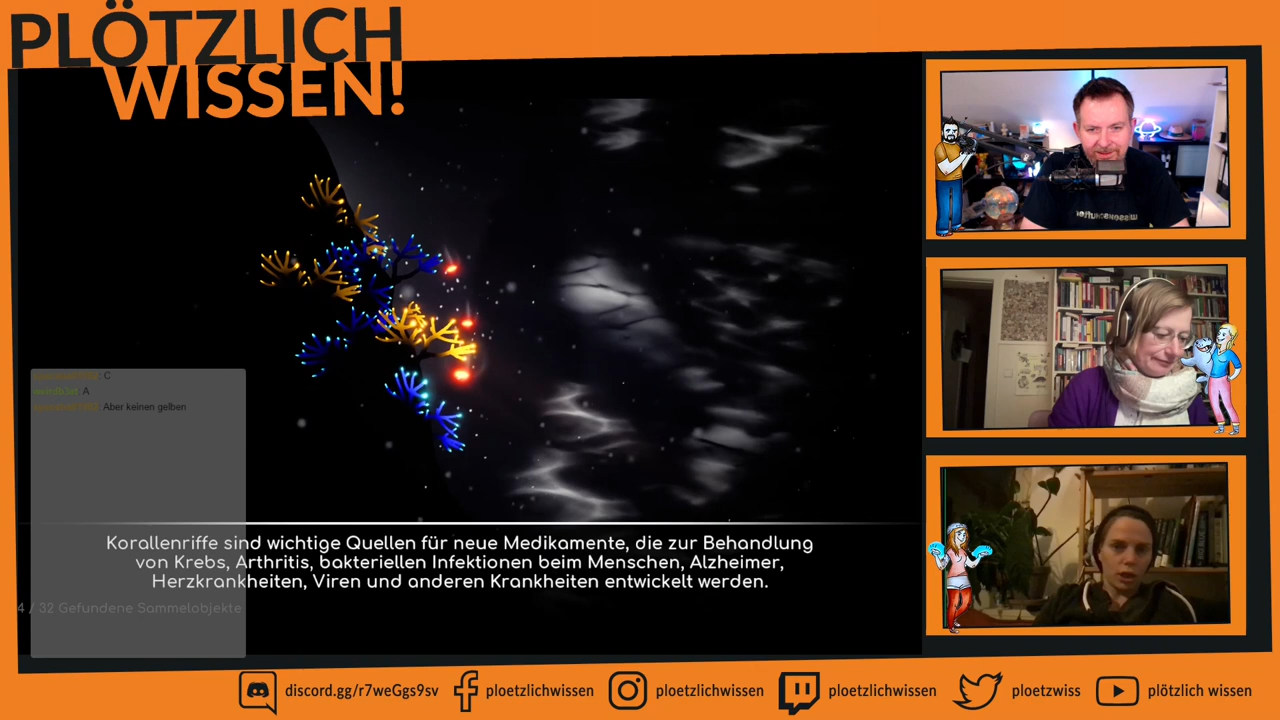 PLÖTZLICH
WISSEN!
: C
: A
: Aber keinen gelben
Korallenriffe sind wichtige Quellen für neue Medikamente, die zur Behandlung
von Krebs, Arthritis, bakteriellen Infektionen beim Menschen, Alzheimer,
Herzkrankheiten, Viren und anderen Krankheiten entwickelt werden.
4 / 32 Gefundene Sammelobjekte
discord.gg/r7weGgs9sv ploetzlichwissen ploetzlichwissen ploetzlichwissen ploetzwiss plötzlich wissen